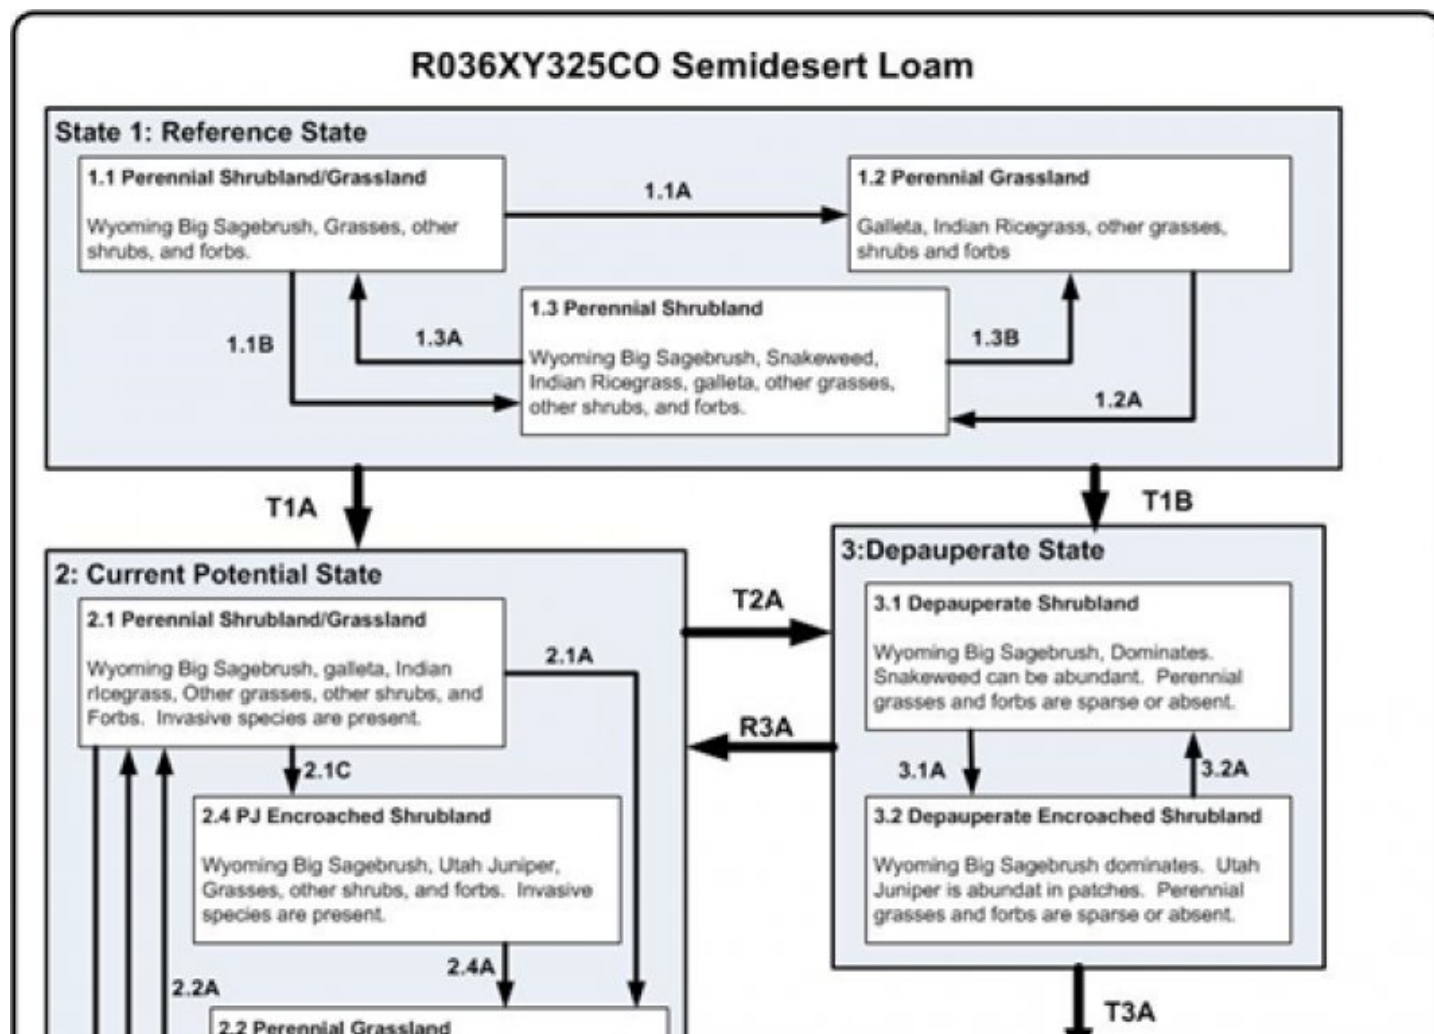 R036XY325CO Semidesert Loam
State 1: Reference State
1.1 Perennial Shrubland/Grassland
Wyoming Big Sagebrush, Grasses, other
shrubs, and forbs.
1.1A
1.2 Perennial Grassland
Galleta, Indian Ricegrass, other grasses,
shrubs and forbs
1.1B
1.3A
1.3 Perennial Shrubland
Wyoming Big Sagebrush, Snakeweed,
Indian Ricegrass, galleta, other grasses,
other shrubs, and forbs.
1.3B
1.2A
T1A
T1B
2: Current Potential State
2.1 Perennial Shrubland/Grassland
Wyoming Big Sagebrush, galleta, Indian
rIcegrass, Other grasses, other shrubs, and
Forbs. Invasive species are present.
2.1A
2.1C
2.4 PJ Encroached Shrubland
Wyoming Big Sagebrush, Utah Juniper,
Grasses, other shrubs, and forbs. Invasive
species are present.
2.4A
2.2A
2.2 Perennial Grassland
T2A
R3A
3:Depauperate State
3.1 Depauperate Shrubland
Wyoming Big Sagebrush, Dominates.
Snakeweed can be abundant. Perennial
grasses and forbs are sparse or absent.
3.1A
3.2A
3.2 Depauperate Encroached Shrubland
Wyoming Big Sagebrush dominates. Utah
Juniper is abundat in patches. Perennial
grasses and forbs are sparse or absent.
T3A